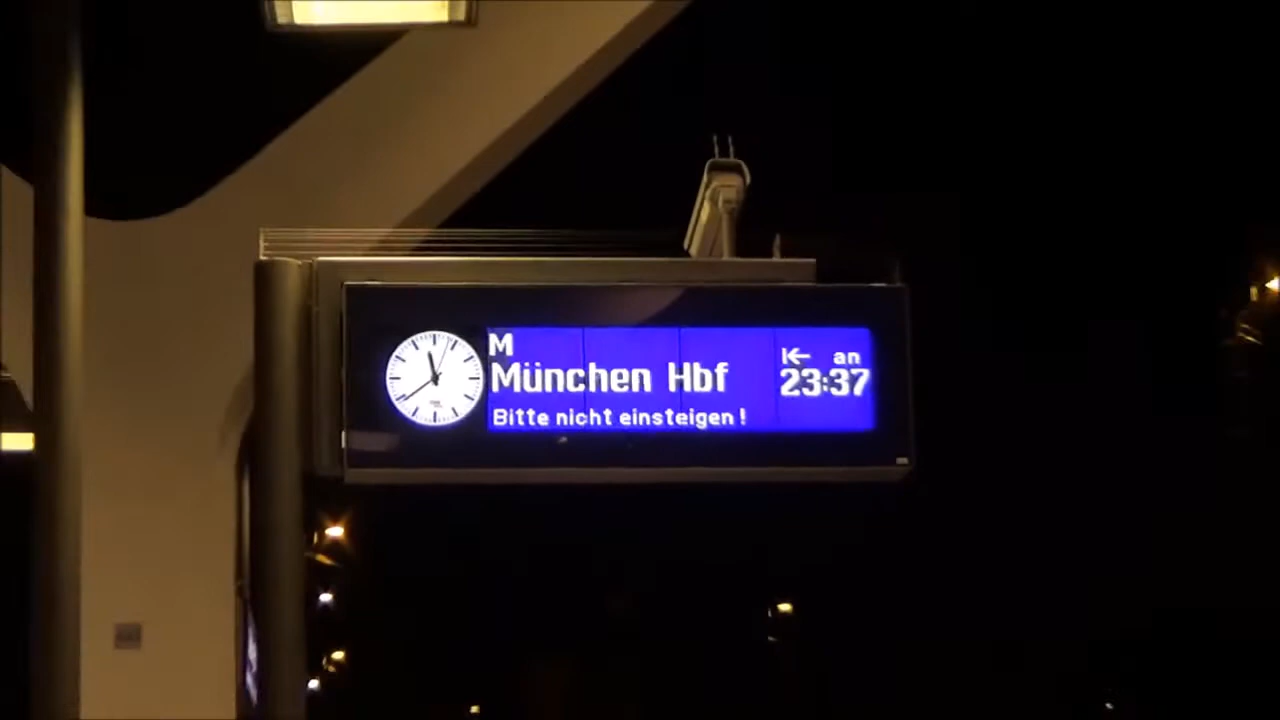 M
München Hbf
Bitte nicht einsteigen !
I← an
23:37